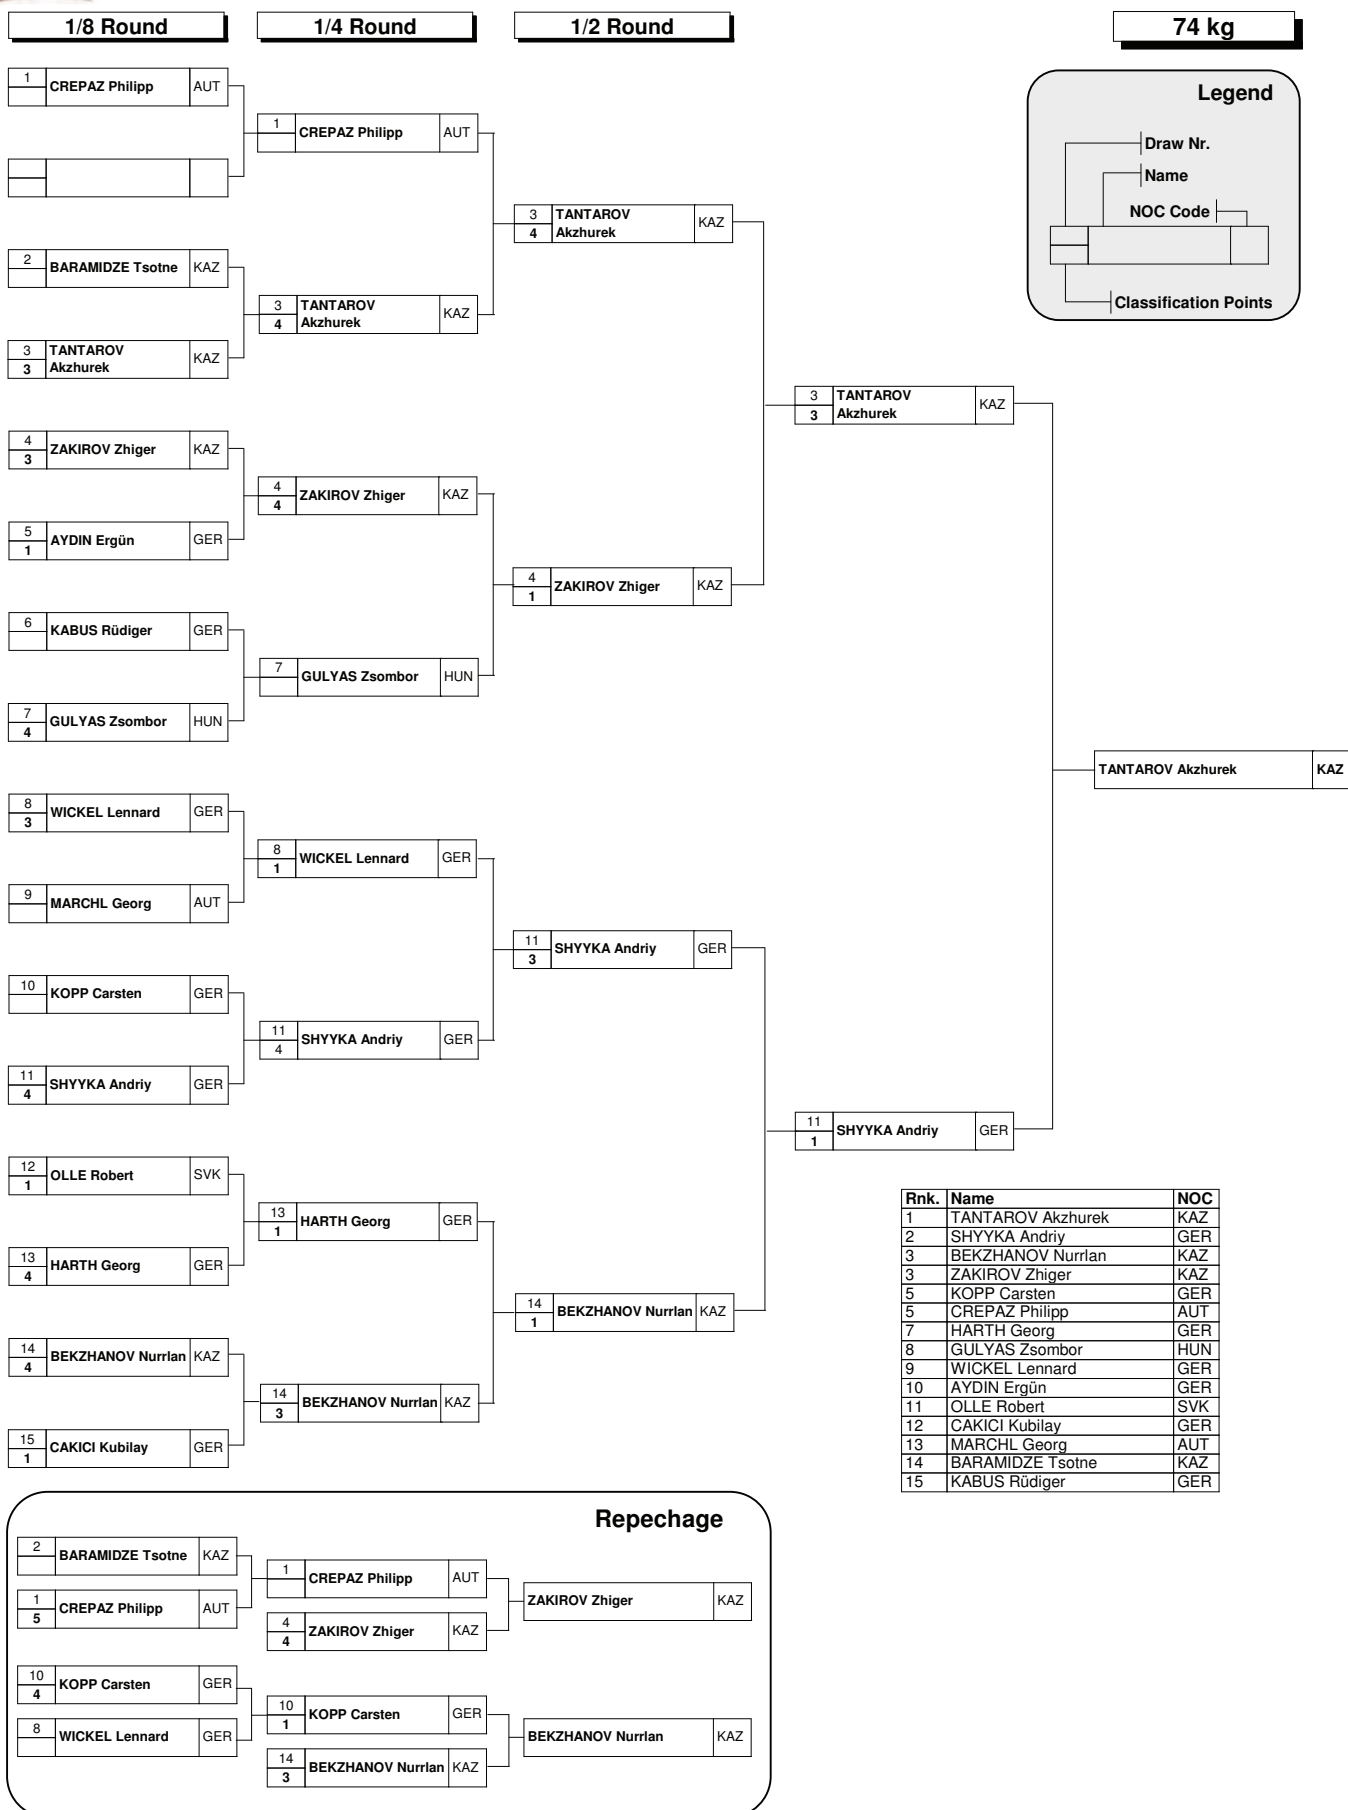 1/8 Round
1/4 Round
1/2 Round
74 kg
Legend
Draw Nr.
Name
NOC Code
Classification Points
1
CREPAZ Philipp
AUT
2
BARAMIDZE Tsotne
KAZ
3
3
TANTAROV
Akzhurek
KAZ
4
3
ZAKIROV Zhiger
KAZ
5
1
AYDIN Ergün
GER
6
KABUS Rüdiger
GER
7
4
GULYAS Zsombor
HUN
8
3
WICKEL Lennard
GER
9
MARCHL Georg
AUT
10
KOPP Carsten
GER
11
4
SHYYKA Andriy
GER
12
1
OLLE Robert
SVK
13
4
HARTH Georg
GER
14
4
BEKZHANOV Nurrlan
KAZ
15
1
CAKICI Kubilay
GER
1
CREPAZ Philipp
AUT
3
4
TANTAROV
Akzhurek
KAZ
4
4
ZAKIROV Zhiger
KAZ
7
GULYAS Zsombor
HUN
8
1
WICKEL Lennard
GER
11
4
SHYYKA Andriy
GER
13
1
HARTH Georg
GER
14
3
BEKZHANOV Nurrlan
KAZ
3
4
TANTAROV
Akzhurek
KAZ
4
1
ZAKIROV Zhiger
KAZ
11
3
SHYYKA Andriy
GER
14
1
BEKZHANOV Nurrlan
KAZ
3
3
TANTAROV
Akzhurek
KAZ
11
1
SHYYKA Andriy
GER
TANTAROV Akzhurek
KAZ
Rnk. Name NOC
1 TANTAROV Akzhurek KAZ
2 SHYYKA Andriy GER
3 BEKZHANOV Nurrlan KAZ
3 ZAKIROV Zhiger KAZ
5 KOPP Carsten GER
5 CREPAZ Philipp AUT
7 HARTH Georg GER
8 GULYAS Zsombor HUN
9 WICKEL Lennard GER
10 AYDIN Ergün GER
11 OLLE Robert SVK
12 CAKICI Kubilay GER
13 MARCHL Georg AUT
14 BARAMIDZE Tsotne KAZ
15 KABUS Rüdiger GER
Repechage
2
BARAMIDZE Tsotne
KAZ
1
5
CREPAZ Philipp
AUT
10
4
KOPP Carsten
GER
8
WICKEL Lennard
GER
1
CREPAZ Philipp
AUT
4
4
ZAKIROV Zhiger
KAZ
10
1
KOPP Carsten
GER
14
3
BEKZHANOV Nurrlan
KAZ
ZAKIROV Zhiger
KAZ
BEKZHANOV Nurrlan
KAZ